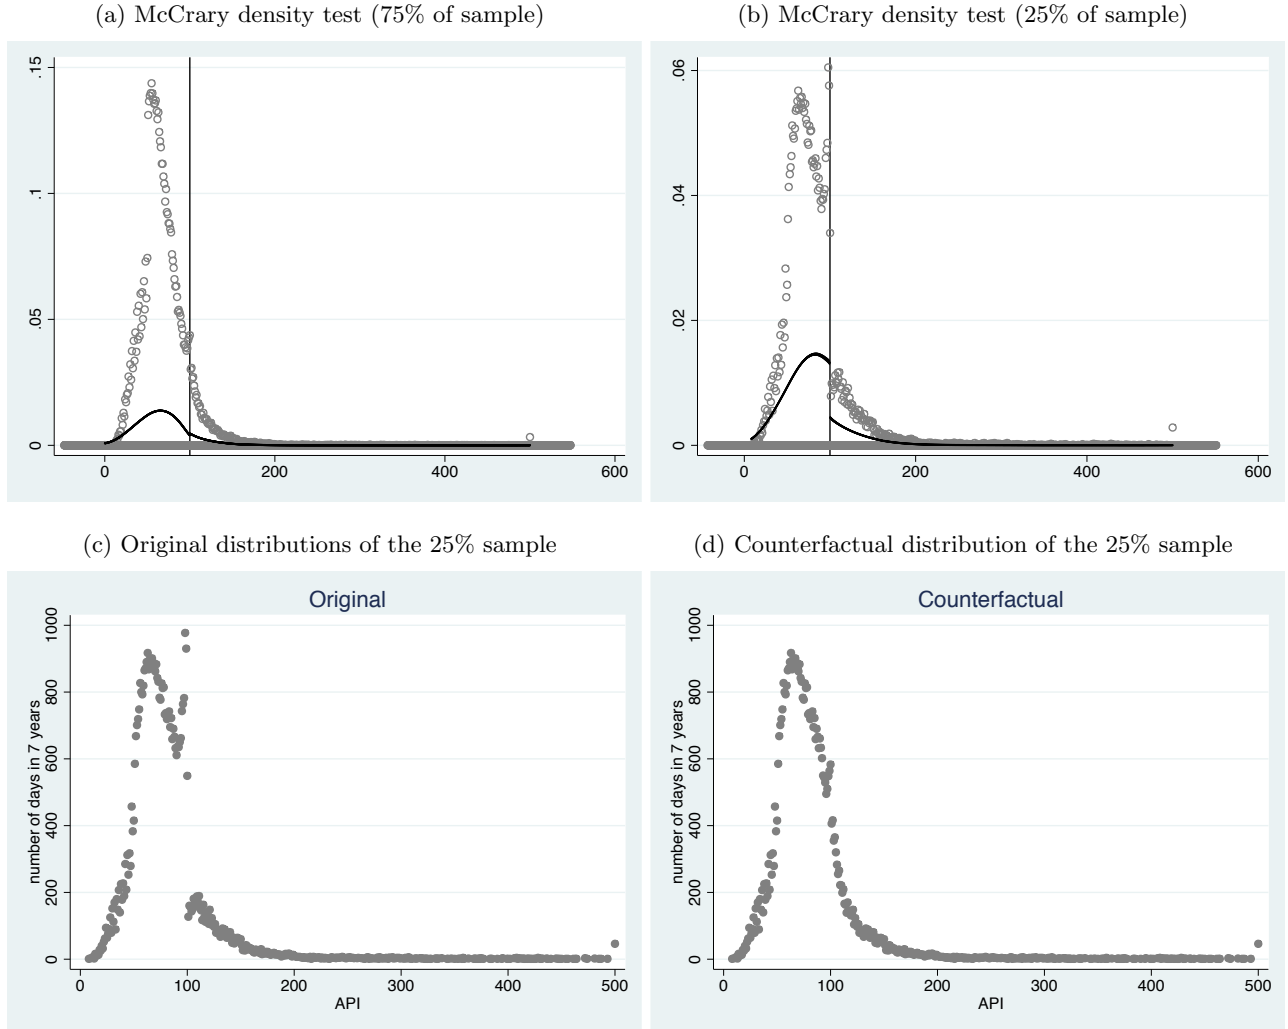 (a) McCrary density test (75% of sample)
(b) McCrary density test (25% of sample)
.15
.1
.05
0
0 200 400 600
.06
.04
.02
0
0 200 400 600
(c) Original distributions of the 25% sample
(d) Counterfactual distribution of the 25% sample
Original
number of days in 7 years
1000
800
600
400
200
0
0 100 200 300 400 500
API
Counterfactual
number of days in 7 years
1000
800
600
400
200
0
0 100 200 300 400 500
API